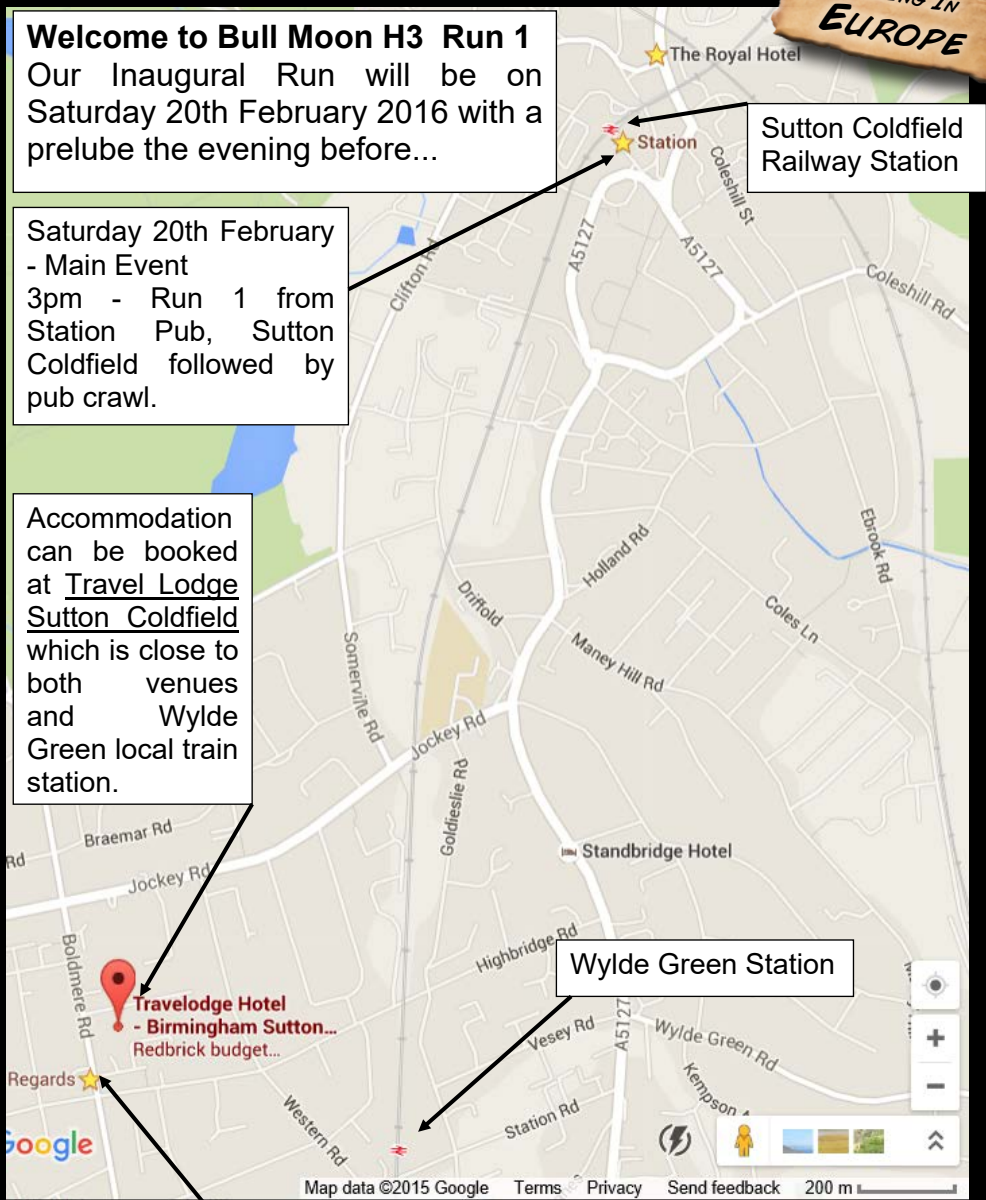 Welcome to Bull Moon H3 Run 1
Our Inaugural Run will be on
Saturday 20th February 2016 with a
prelube the evening before...
IN
EUROPE
The Royal Hotel
Station
Sutton Coldfield
Railway Station
Saturday 20th February
- Main Event
3pm - Run 1 from
Station Pub, Sutton
Coldfield followed by
pub crawl.
Coleshill St
A5127
A5127
Clifton Rd
Coleshill Rd
Accommodation
can be booked
at Travel Lodge
Sutton Coldfield
which is close to
both venues
and Wylde
Green local train
station.
Holland Rd
Ebrook Rd
Driffold
Coles Ln
Maney Hill Rd
Somerville Rd
Jockey Rd
Goldieslie Rd
Braemar Rd
Rd
Standbridge Hotel
Jockey Rd
Highbridge Rd
Boldmere Rd
Wylde Green Station
Travelodge Hotel
- Birmingham Sutton...
Redbrick budget...
Vesey Rd
A5127
Wylde Green Rd
Regards
Kempson
Western Rd
Station Rd
Google
Map data ©2015 Google Terms Privacy Send feedback 200 m